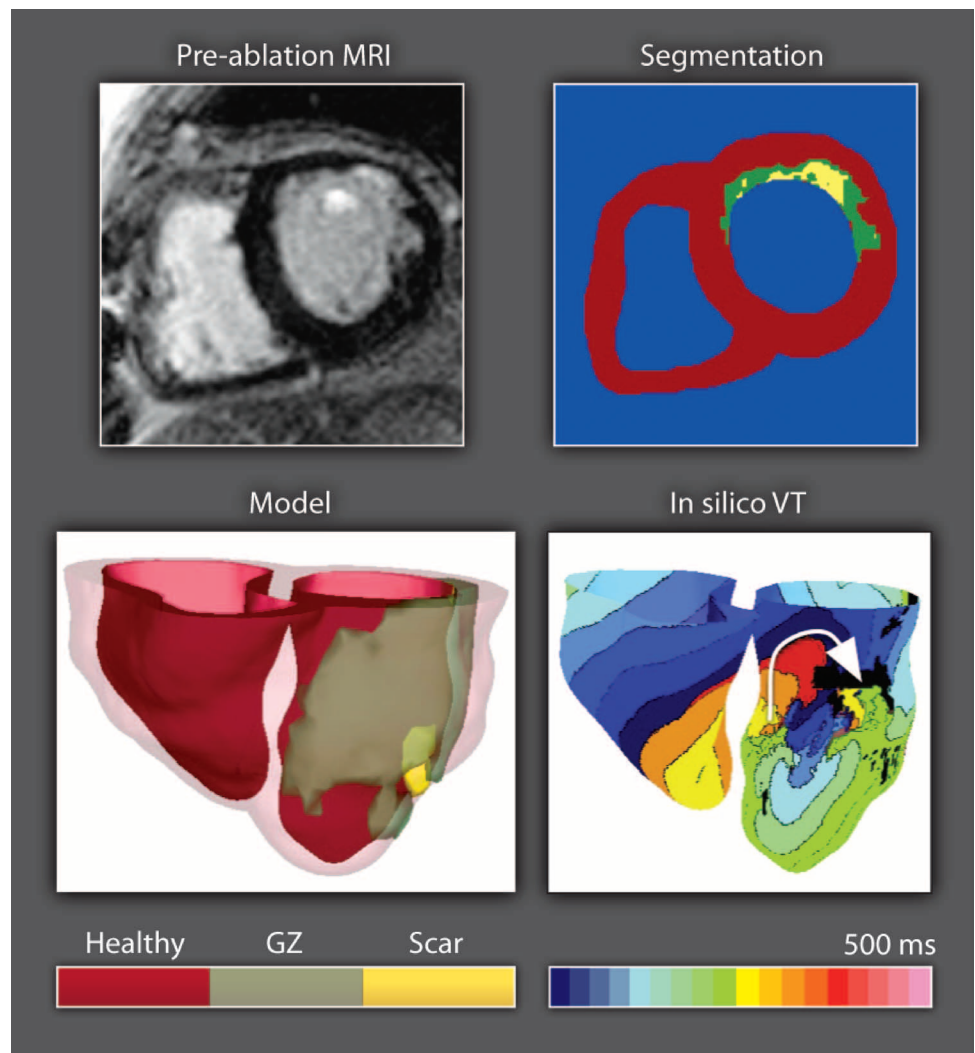 Pre-ablation MRI
Segmentation
Model
In silico VT
Healthy GZ Scar
500 ms